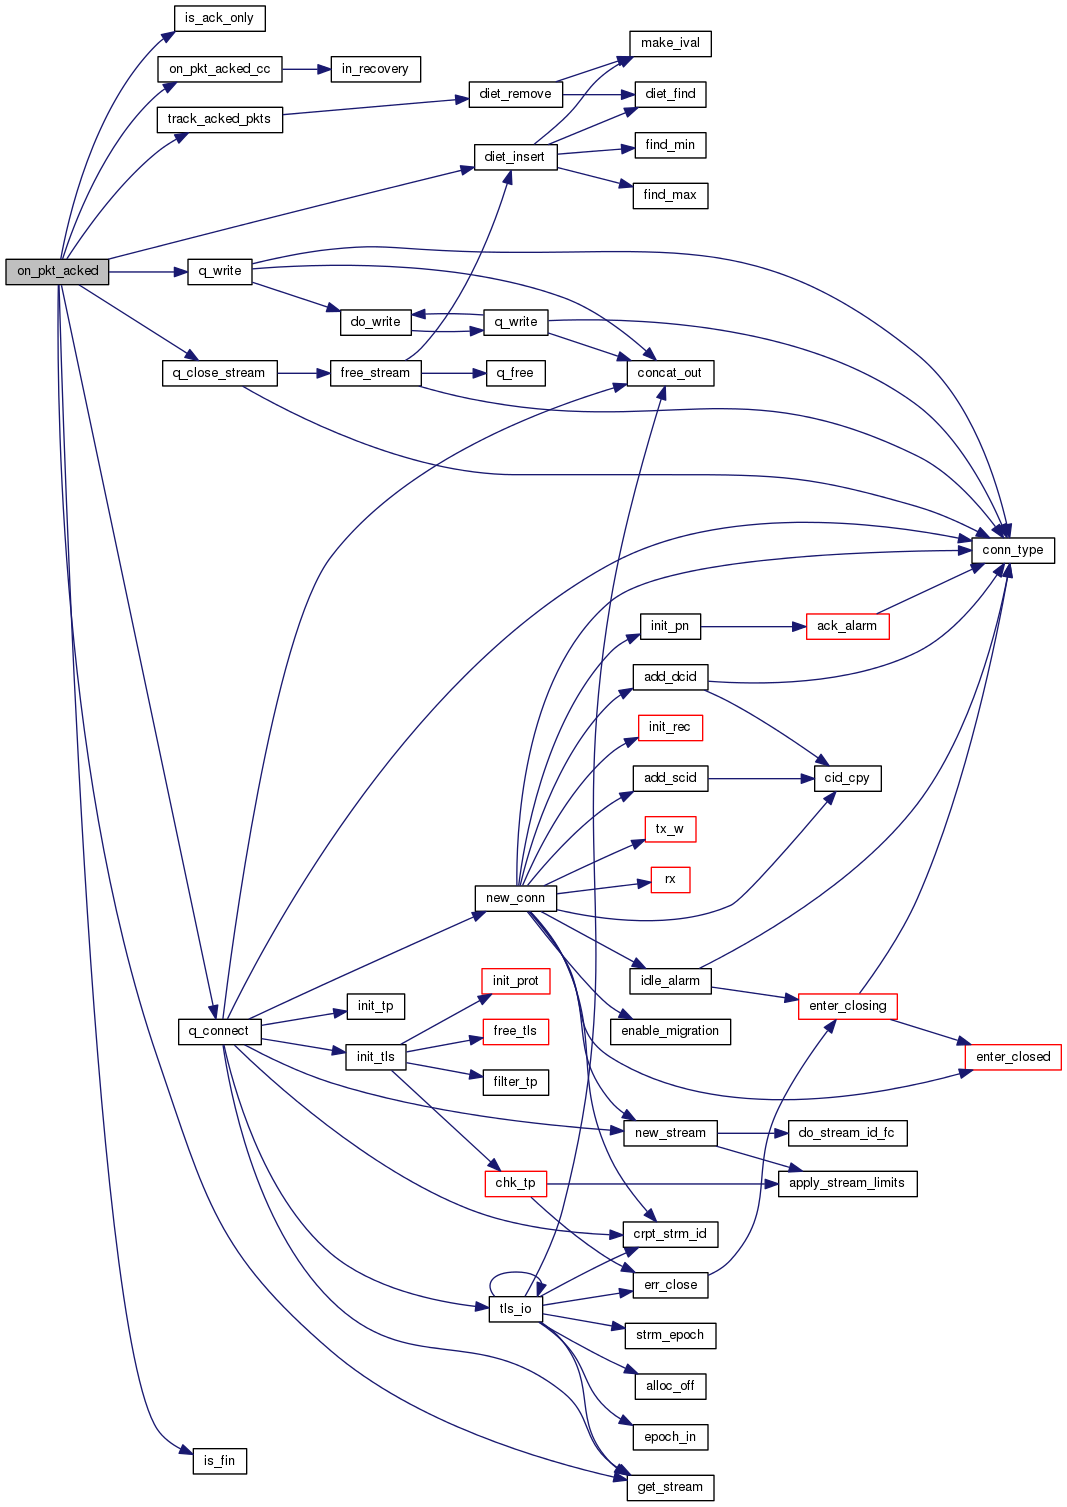 is_ack_only
make_ival
on_pkt_acked_cc
in_recovery
diet_remove
diet_find
track_acked_pkts
find_min
diet_insert
find_max
on_pkt_acked
q_write
do_write
q_write
q_close_stream
free_stream
q_free
concat_out
conn_type
init_pn
ack_alarm
add_dcid
init_rec
add_scid
cid_cpy
tx_w
rx
new_conn
idle_alarm
init_prot
init_tp
enter_closing
q_connect
free_tls
enable_migration
init_tls
enter_closed
filter_tp
new_stream
do_stream_id_fc
chk_tp
apply_stream_limits
crpt_strm_id
err_close
tls_io
strm_epoch
alloc_off
epoch_in
is_fin
get_stream